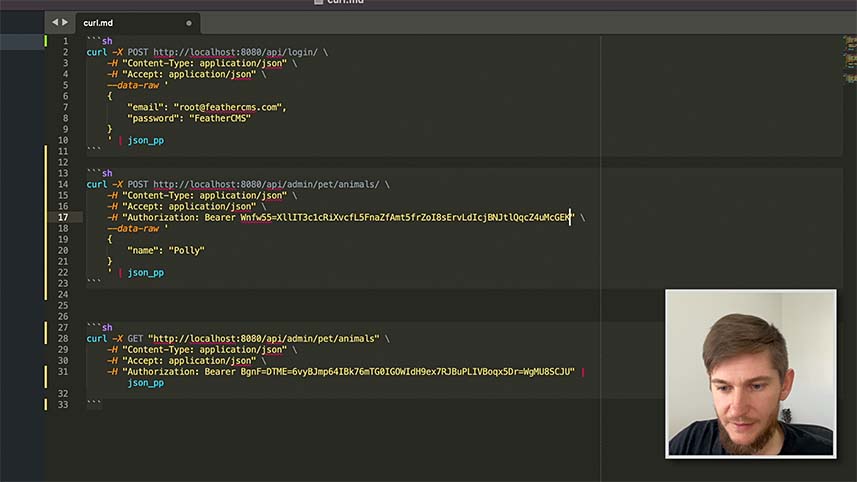 curl.md
curl.md
1 ```sh
2 curl -X POST http://localhost:8080/api/login/ \
3 -H "Content-Type: application/json" \
4 -H "Accept: application/json" \
5 --data-raw '
6 {
7 "email": "root@feathercms.com",
8 "password": "FeatherCMS"
9 }
10 ' | json_pp
11 ```
12
13 ```sh
14 curl -X POST http://localhost:8080/api/admin/pet/animals/ \
15 -H "Content-Type: application/json" \
16 -H "Accept: application/json" \
17 -H "Authorization: Bearer Wnfw55=XllIT3c1cRiXvcfL5FnaZfAmt5frZoI8sErvLdIcjBNJtlQqcZ4uMcGEK" \
18 --data-raw '
19 {
20 "name": "Polly"
21 }
22 ' | json_pp
23 ```
24
25
26
27 ```sh
28 curl -X GET "http://localhost:8080/api/admin/pet/animals" \
29 -H "Content-Type: application/json" \
30 -H "Accept: application/json" \
31 -H "Authorization: Bearer BgnF=DTME=6vyBJmp64IBk76mTG0IGOWIdH9ex7RJBuPLIVBoqx5Dr=WgMU8SCJU" |
json_pp
32
33 ```